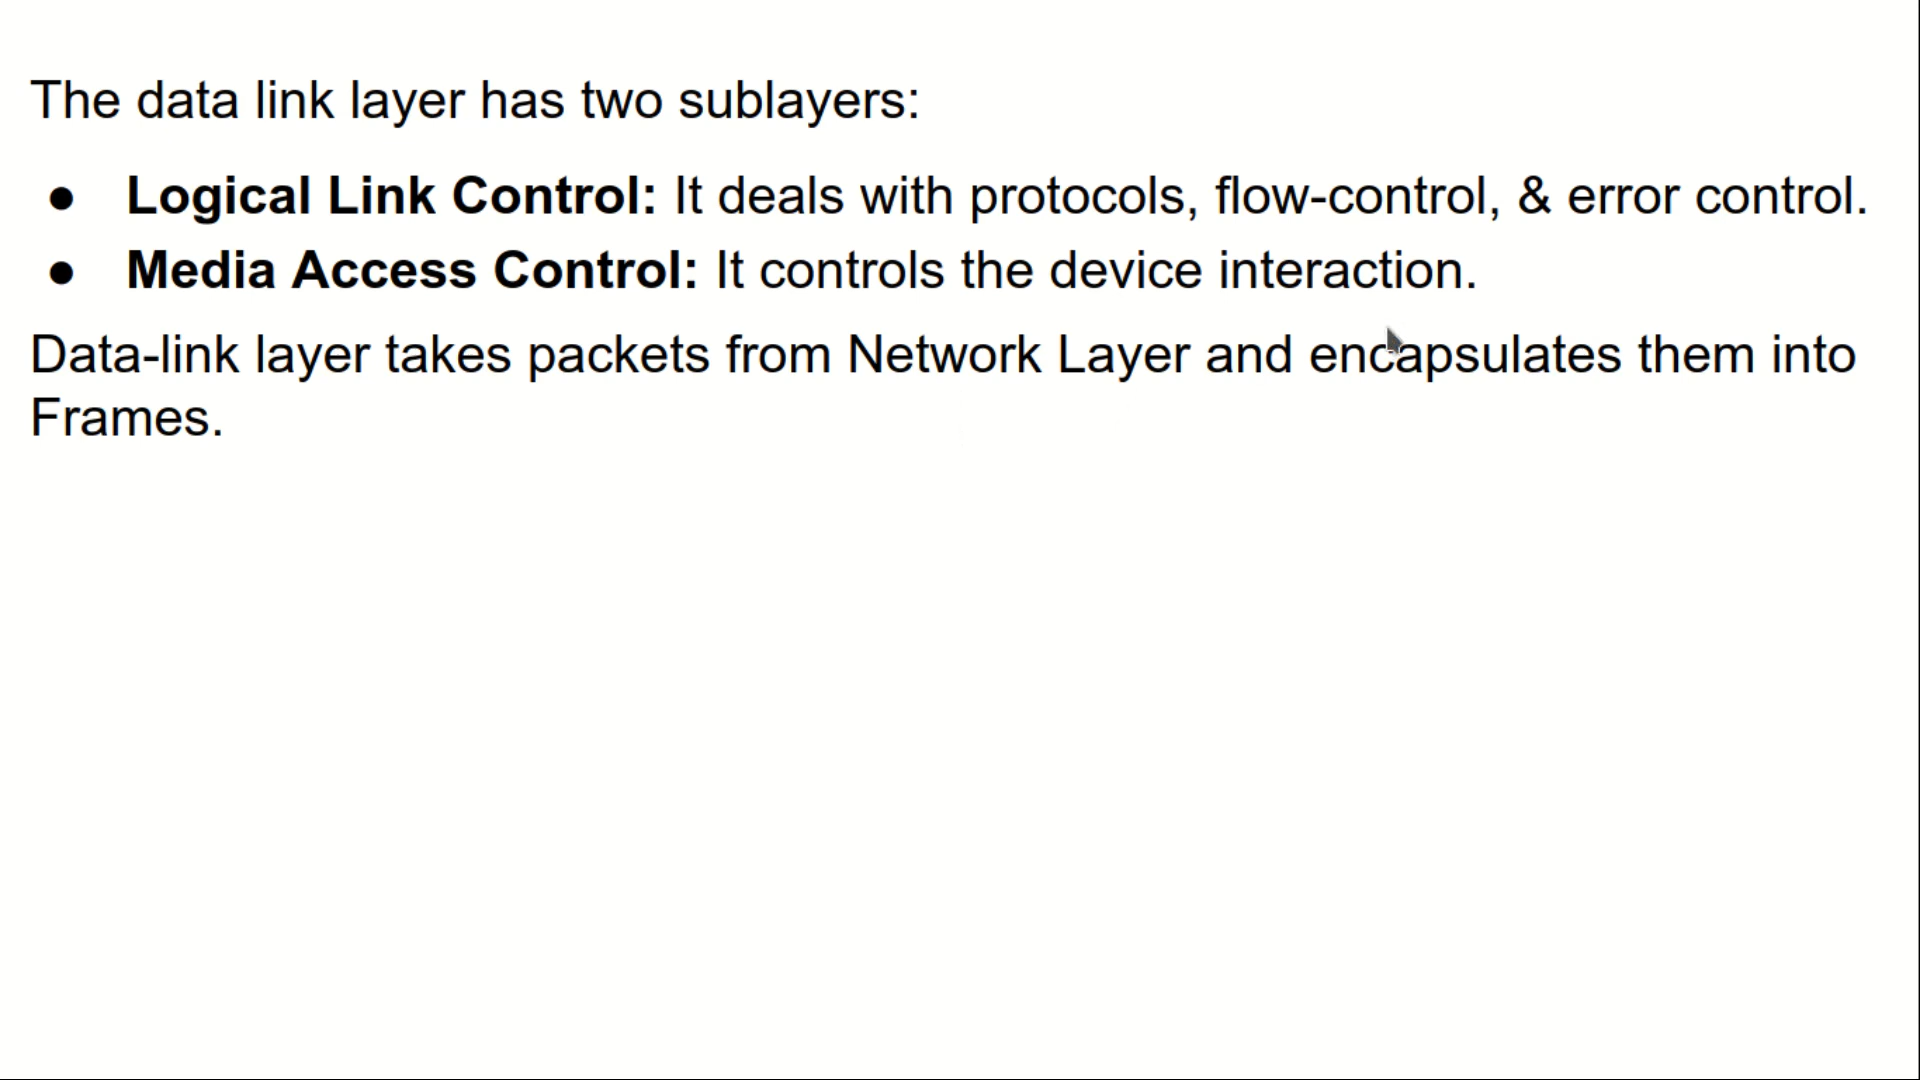 The data link layer has two sublayers:
● Logical Link Control: It deals with protocols, flow-control, & error control.
● Media Access Control: It controls the device interaction.
Data-link layer takes packets from Network Layer and encapsulates them into
Frames.